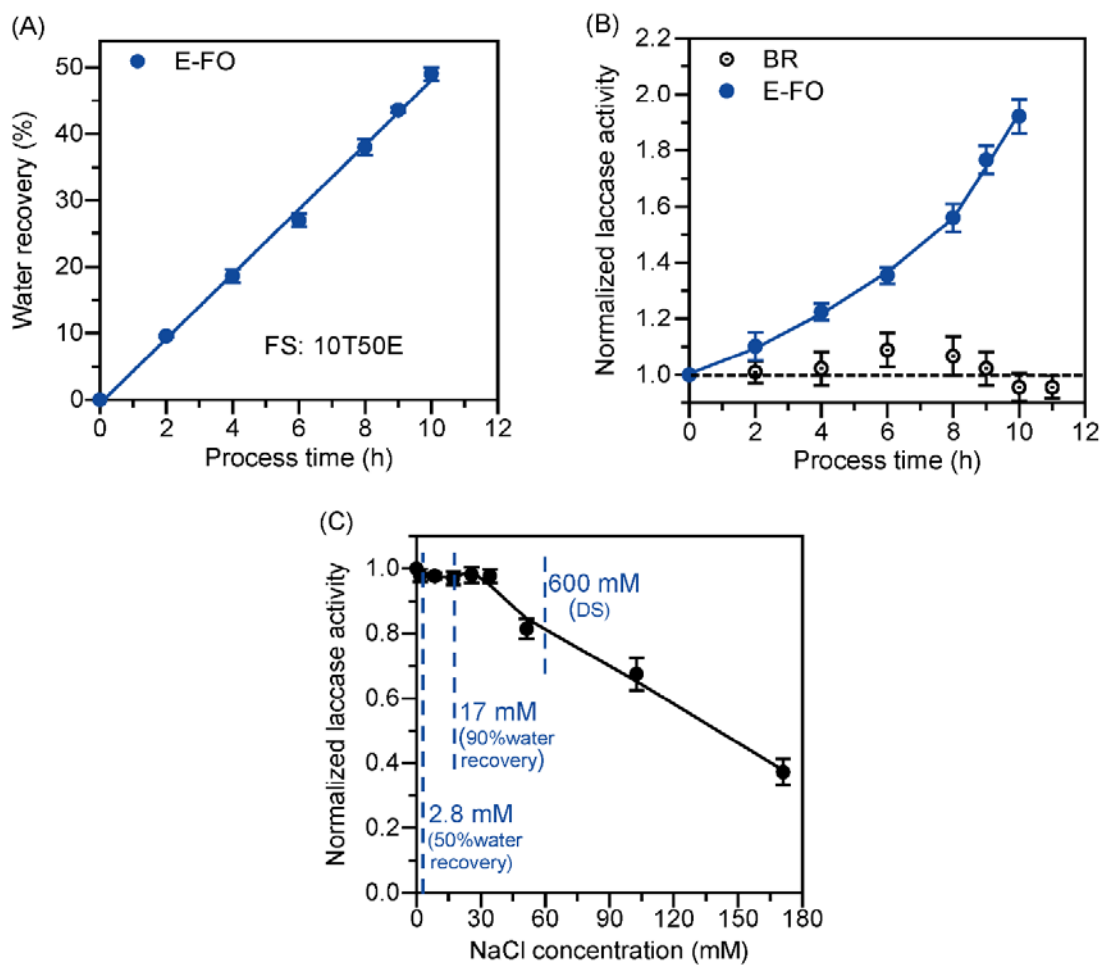 (A)
E-FO
Water recovery (%)
50
40
30
20
10
0
FS: 10T50E
0 2 4 6 8 10 12
Process time (h)
(B)
BR
E-FO
Normalized laccase activity
2.2
2.0
1.8
1.6
1.4
1.2
1.0
0 2 4 6 8 10 12
Process time (h)
(C)
Normalized laccase activity
1.0
0.8
0.6
0.4
0.2
0.0
600 mM
(DS)
17 mM
(90%water
recovery)
2.8 mM
(50%water
recovery)
0 30 60 90 120 150 180
NaCl concentration (mM)